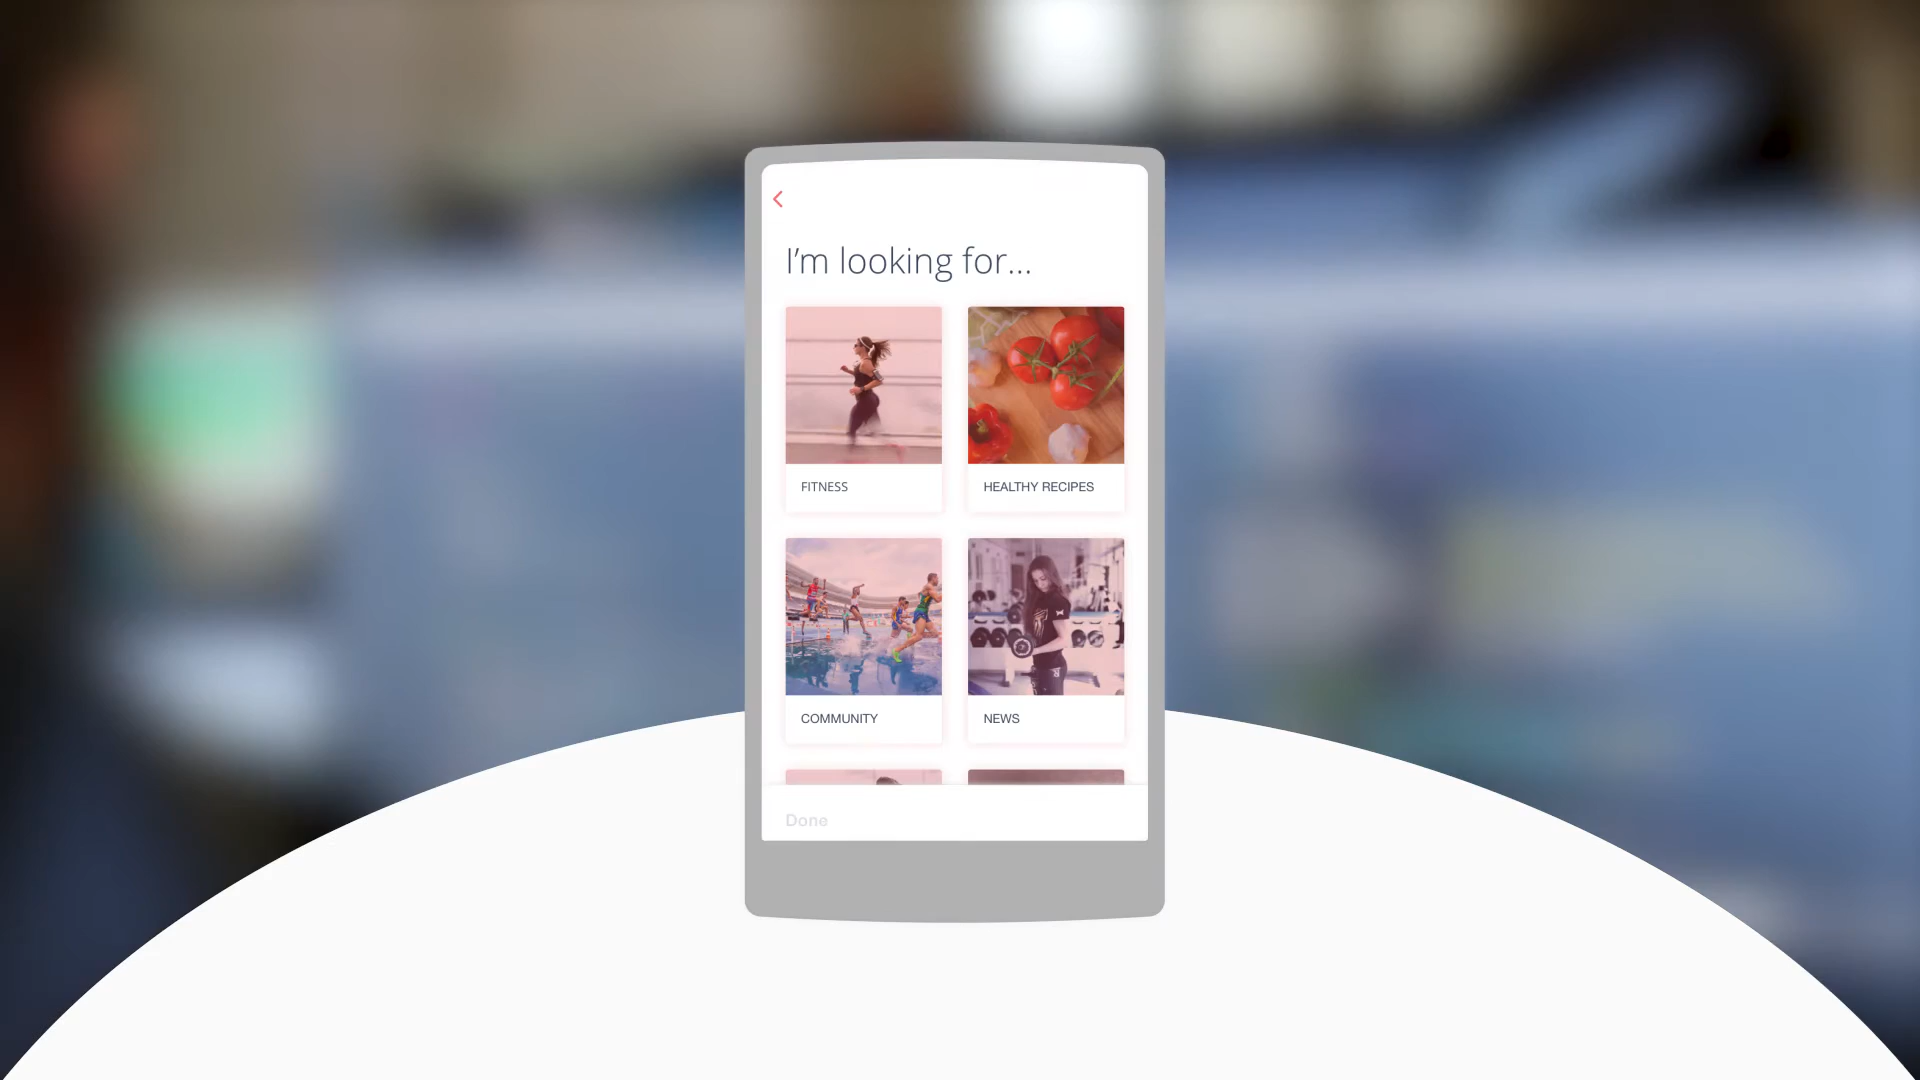 I'm looking for...
FITNESS
HEALTHY RECIPES
COMMUNITY
NEWS
Done